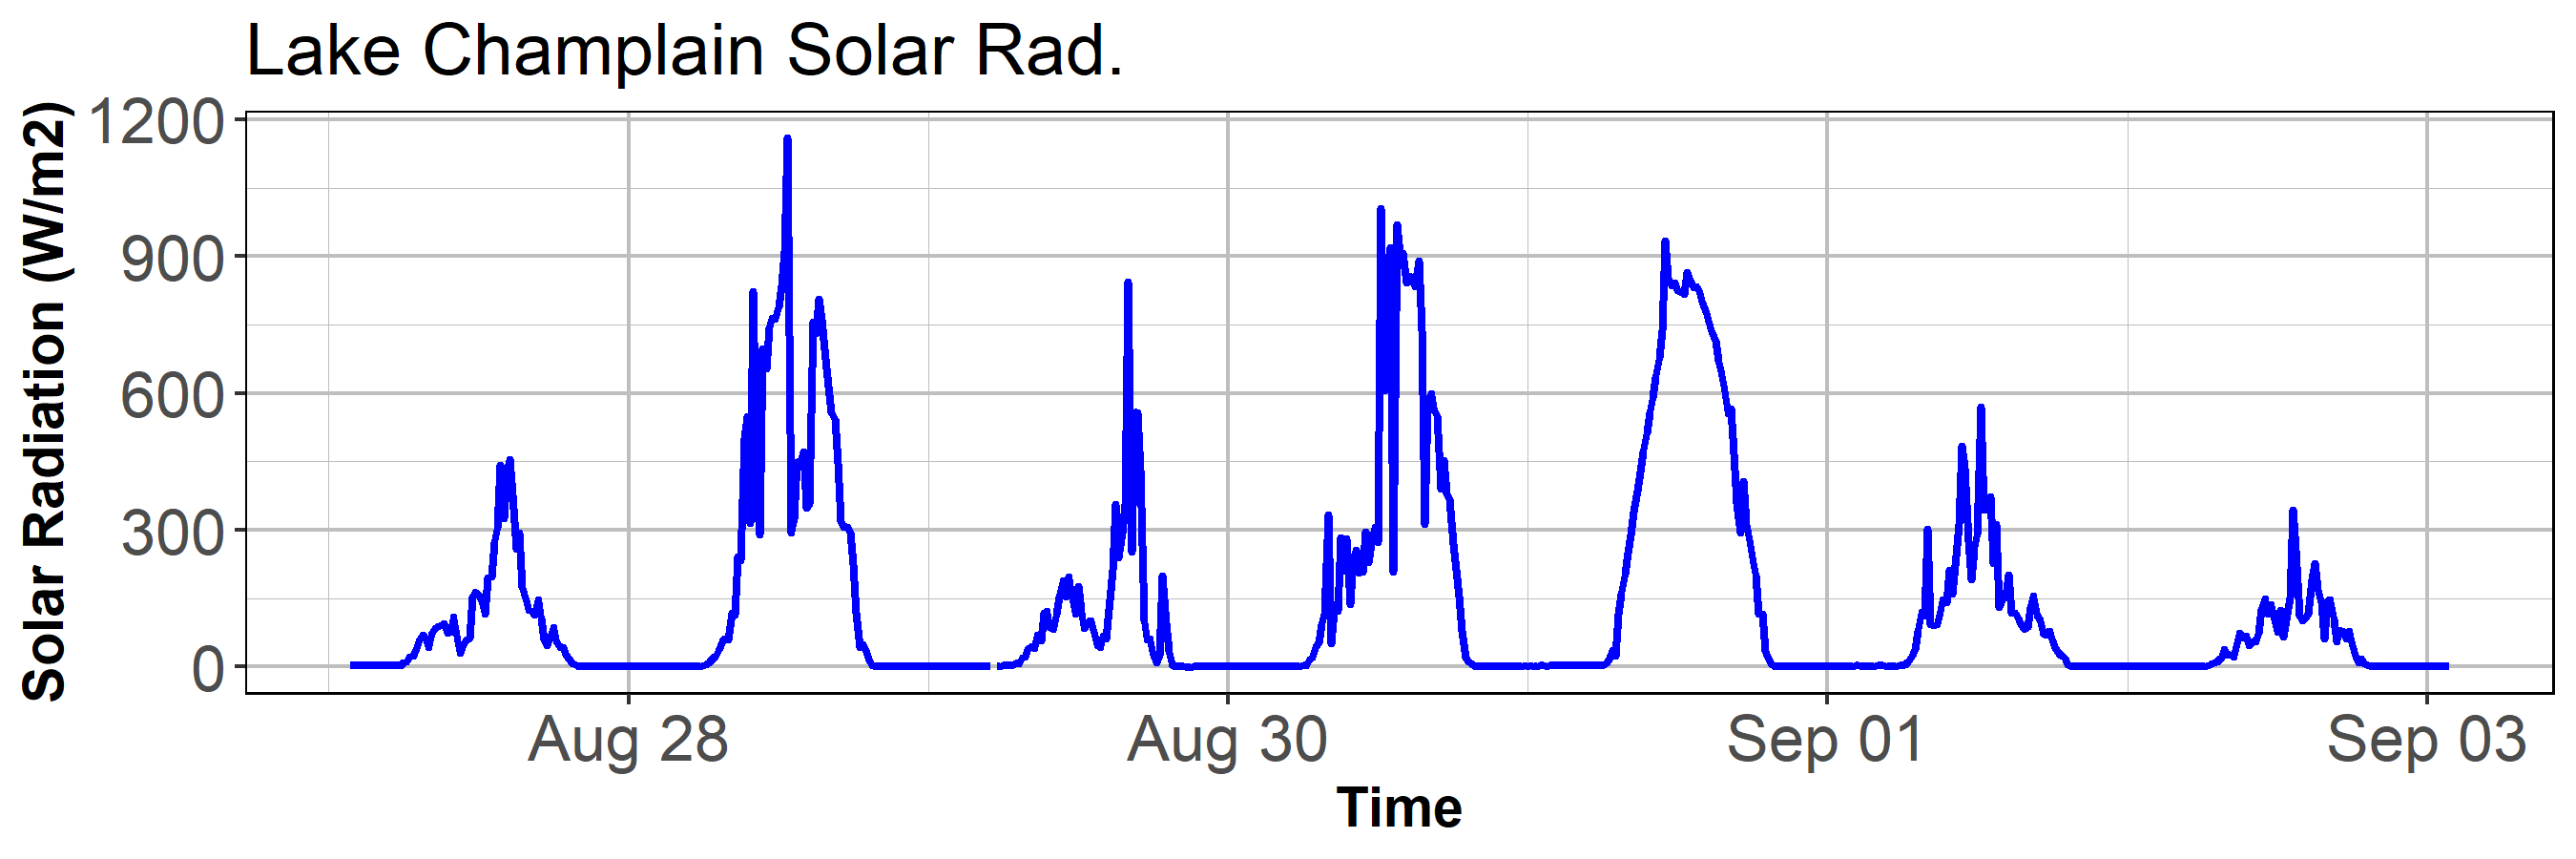 Lake Champlain Solar Rad.
Solar Radiation (W/m2)
1200
900
600
300
0
Aug 28 Aug 30 Sep 01 Sep 03
Time